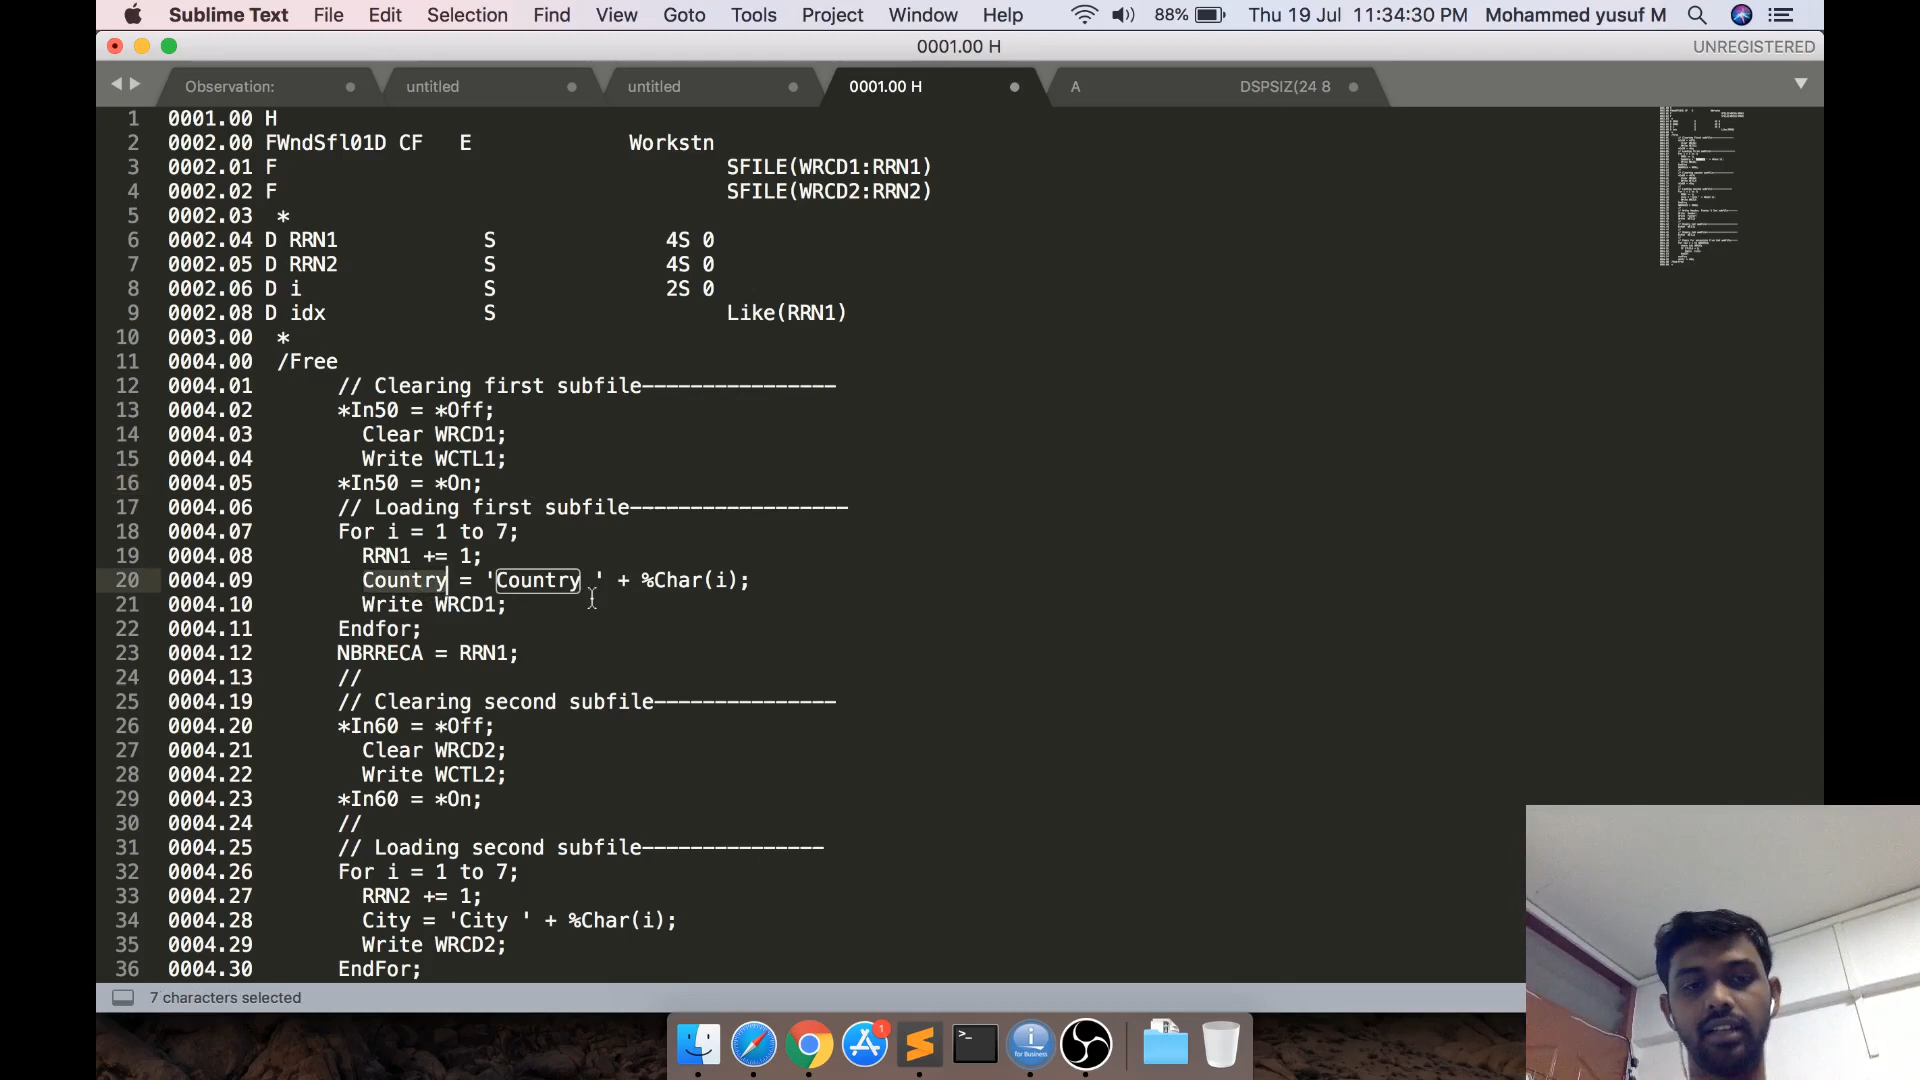 Sublime Text File Edit Selection Find View Goto Tools Project Window Help 88% Thu 19 Jul 11:34:30 PM Mohammed yusuf M
0001.00 H UNREGISTERED
Observation: untitled untitled 0001.00 H A DSPSIZ(24 8
1 0001.00 H
2 0002.00 FWndSfl01D CF E Workstn
3 0002.01 F SFILE(WRCD1:RRN1)
4 0002.02 F SFILE(WRCD2:RRN2)
5 0002.03 *
6 0002.04 D RRN1 S 4S 0
7 0002.05 D RRN2 S 4S 0
8 0002.06 D i S 2S 0
9 0002.08 D idx S Like(RRN1)
10 0003.00 *
11 0004.00 /Free
12 0004.01 // Clearing first subfile----------------
13 0004.02 *In50 = *Off;
14 0004.03 Clear WRCD1;
15 0004.04 Write WCTL1;
16 0004.05 *In50 = *On;
17 0004.06 // Loading first subfile------------------
18 0004.07 For i = 1 to 7;
19 0004.08 RRN1 += 1;
20 0004.09 Country = 'Country ' + %Char(i);
21 0004.10 Write WRCD1;
22 0004.11 Endfor;
23 0004.12 NBRRECA = RRN1;
24 0004.13 //
25 0004.19 // Clearing second subfile---------------
26 0004.20 *In60 = *Off;
27 0004.21 Clear WRCD2;
28 0004.22 Write WCTL2;
29 0004.23 *In60 = *On;
30 0004.24 //
31 0004.25 // Loading second subfile---------------
32 0004.26 For i = 1 to 7;
33 0004.27 RRN2 += 1;
34 0004.28 City = 'City ' + %Char(i);
35 0004.29 Write WRCD2;
36 0004.30 EndFor;
7 characters selected
1
i
for Business